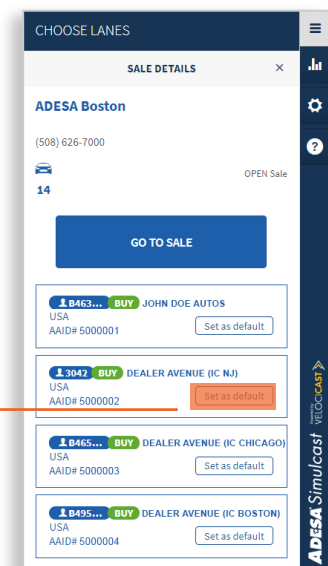 CHOOSE LANES
SALE DETAILS ×
ADESA Boston
(508) 626-7000
14
OPEN Sale
GO TO SALE
B463... BUY JOHN DOE AUTOS
USA
AAID# 5000001
Set as default
3042 BUY DEALER AVENUE (IC NJ)
USA
AAID# 5000002
Set as default
B465... BUY DEALER AVENUE (IC CHICAGO)
USA
AAID# 5000003
Set as default
B495... BUY DEALER AVENUE (IC BOSTON)
USA
AAID# 5000004
Set as default
?
ADESA Simulcast
Powered by
VELOCICAST